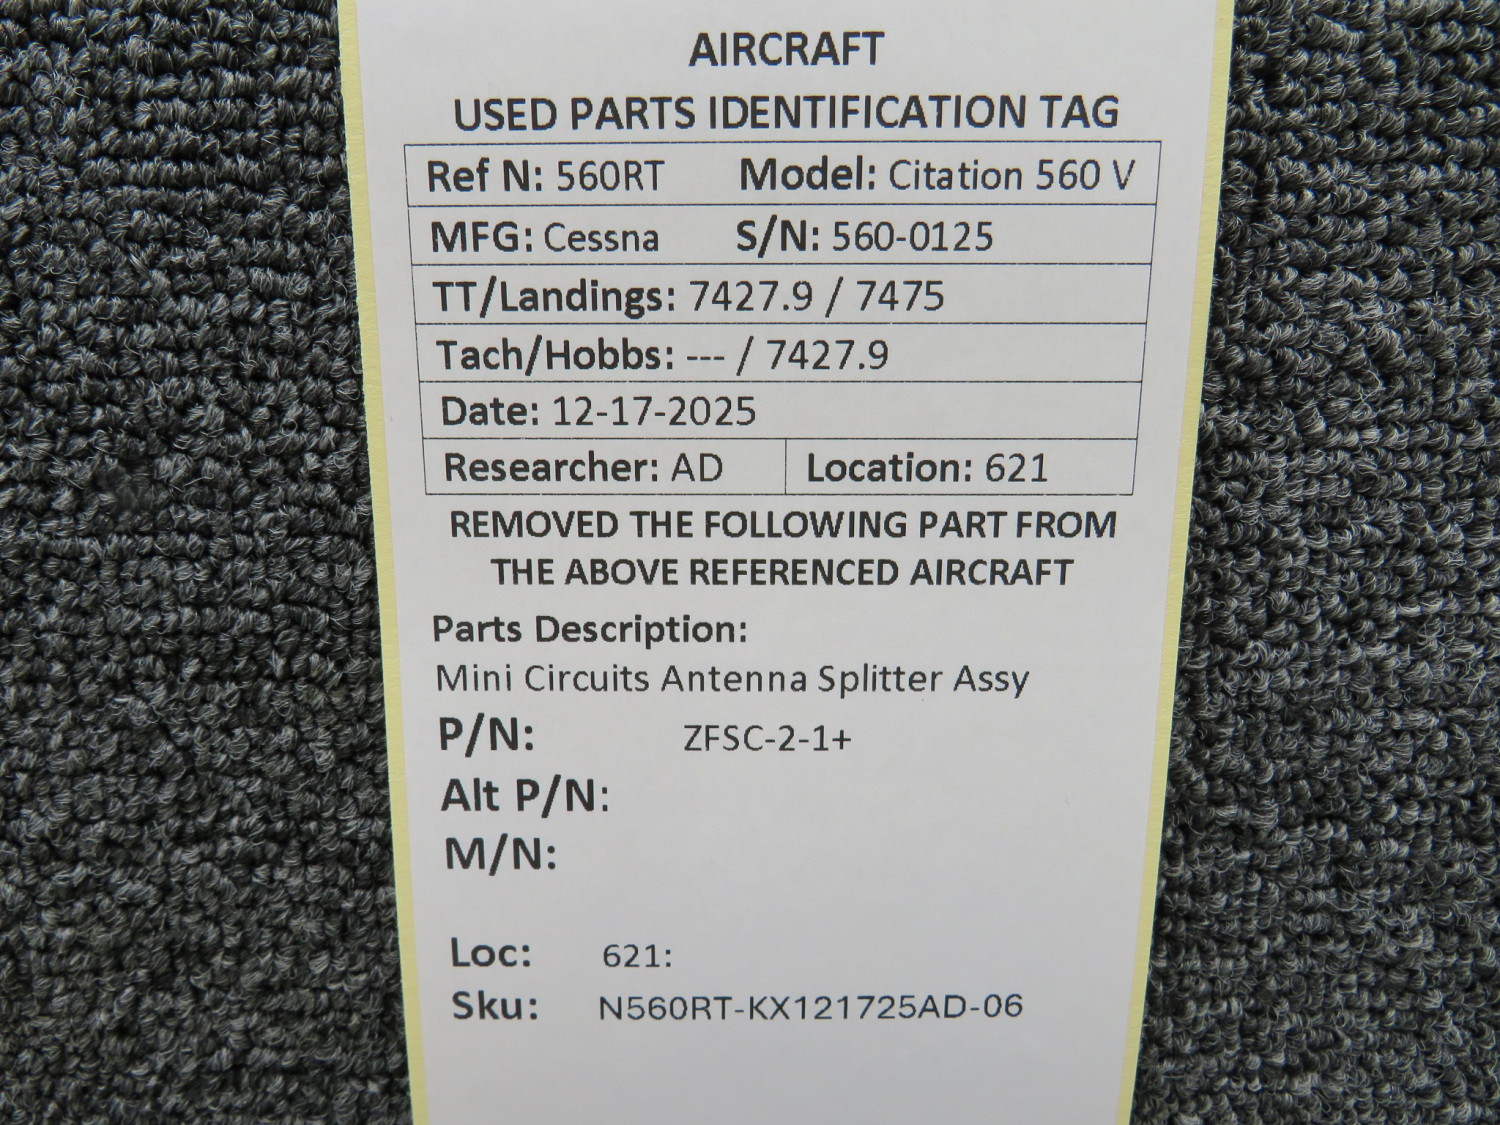 AIRCRAFT
USED PARTS IDENTIFICATION TAG
Ref N: 560RT Model: Citation 560 V
MFG: Cessna S/N: 560-0125
TT/Landings: 7427.9 / 7475
Tach/Hobbs: --- / 7427.9
Date: 12-17-2025
Researcher: AD Location: 621
REMOVED THE FOLLOWING PART FROM
THE ABOVE REFERENCED AIRCRAFT
Parts Description:
Mini Circuits Antenna Splitter Assy
P/N: ZFSC-2-1+
Alt P/N:
M/N:
Loc: 621:
Sku: N560RT-KX121725AD-06